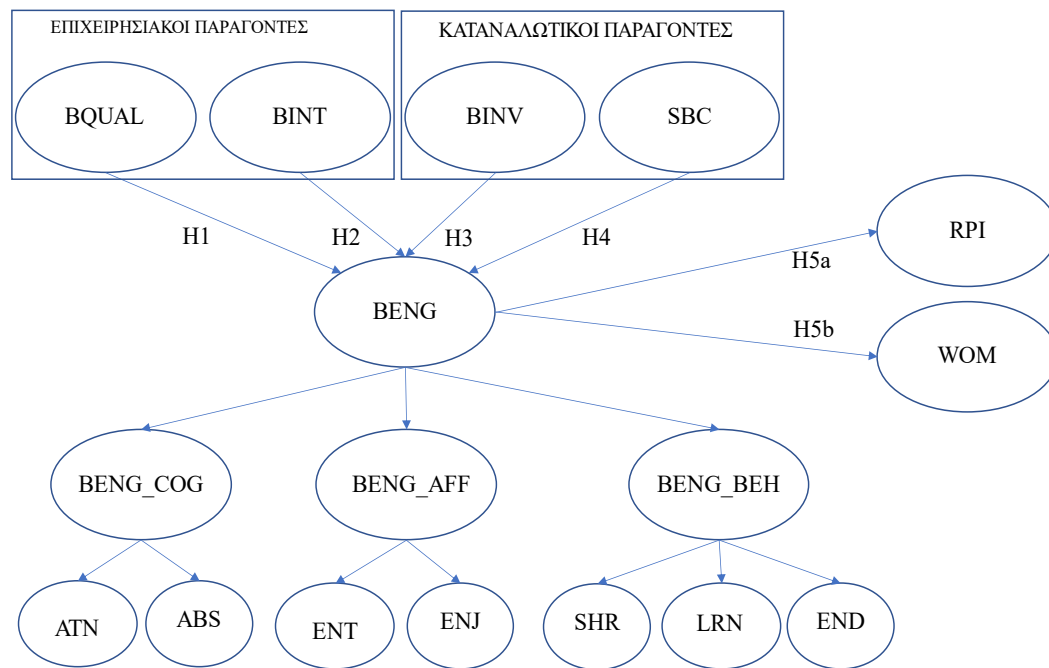 ΕΠΙΧΕΙΡΗΣΙΑΚΟΙ ΠΑΡΑΓΟΝΤΕΣ
ΚΑΤΑΝΑΛΩΤΙΚΟΙ ΠΑΡΑΓΟΝΤΕΣ
BQUAL
BINT
BINV
SBC
H1
H2
H3
H4
RPI
H5a
BENG
H5b
WOM
BENG_COG
BENG_AFF
BENG_BEH
ATN
ABS
ENT
ENJ
SHR
LRN
END